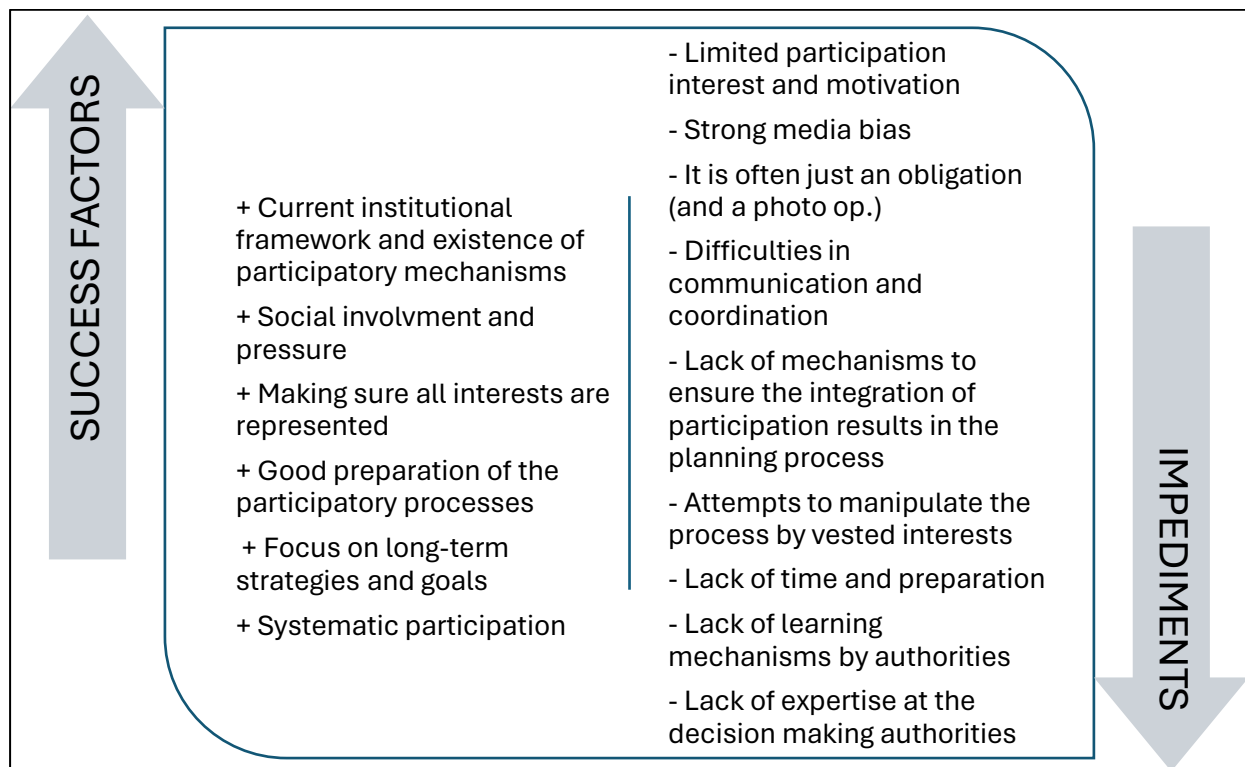 SUCCESS FACTORS
+ Current institutional
framework and existence of
participatory mechanisms
+ Social involvment and
pressure
+ Making sure all interests are
represented
+ Good preparation of the
participatory processes
+ Focus on long-term
strategies and goals
+ Systematic participation
- Limited participation
interest and motivation
- Strong media bias
- It is often just an obligation
(and a photo op.)
- Difficulties in
communication and
coordination
- Lack of mechanisms to
ensure the integration of
participation results in the
planning process
- Attempts to manipulate the
process by vested interests
- Lack of time and preparation
- Lack of learning
mechanisms by authorities
- Lack of expertise at the
decision making authorities
IMPEDIMENTS